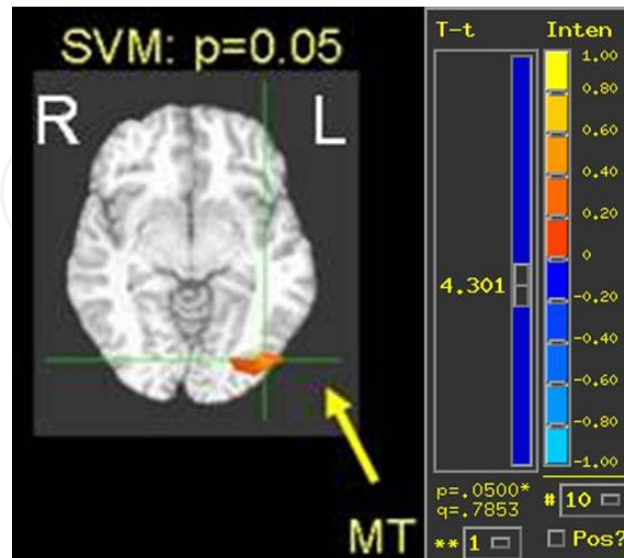 SVM: p=0.05
R
L
MT
T-t
Inten
1.00
0.80
0.60
0.40
0.20
0
-0.20
-0.40
-0.60
-0.80
-1.00
4.301
p=.0500*
q=.7853
# 10
** 1
Pos?